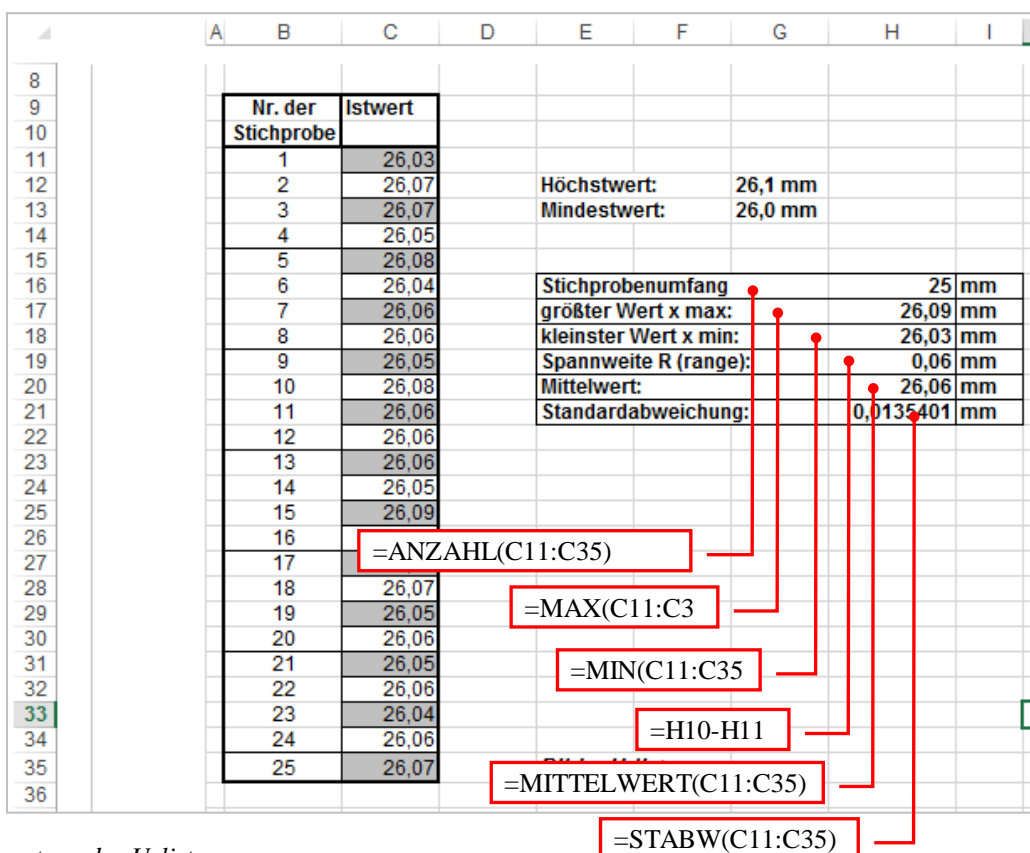 A B C D E F G H I
8
9 Nr. der Istwert
10 Stichprobe
11 1 26,03
12 2 26,07 Höchstwert: 26,1 mm
13 3 26,07 Mindestwert: 26,0 mm
14 4 26,05
15 5 26,08
16 6 26,04 Stichprobenumfang 25 mm
17 7 26,06 größter Wert x max: 26,09 mm
18 8 26,06 kleinster Wert x min: 26,03 mm
19 9 26,05 Spannweite R (range): 0,06 mm
20 10 26,08 Mittelwert: 26,06 mm
21 11 26,06 Standardabweichung: 0,0135401 mm
22 12 26,06
23 13 26,06
24 14 26,05
25 15 26,09
26 16
=ANZAHL(C11:C35)
27 17
28 18 26,07
29 19 26,05 =MAX(C11:C3
30 20 26,06
31 21 26,05 =MIN(C11:C35
32 22 26,06
33 23 26,04
34 24 26,06 =H10-H11
35 25 26,07
=MITTELWERT(C11:C35)
36
=STABW(C11:C35)